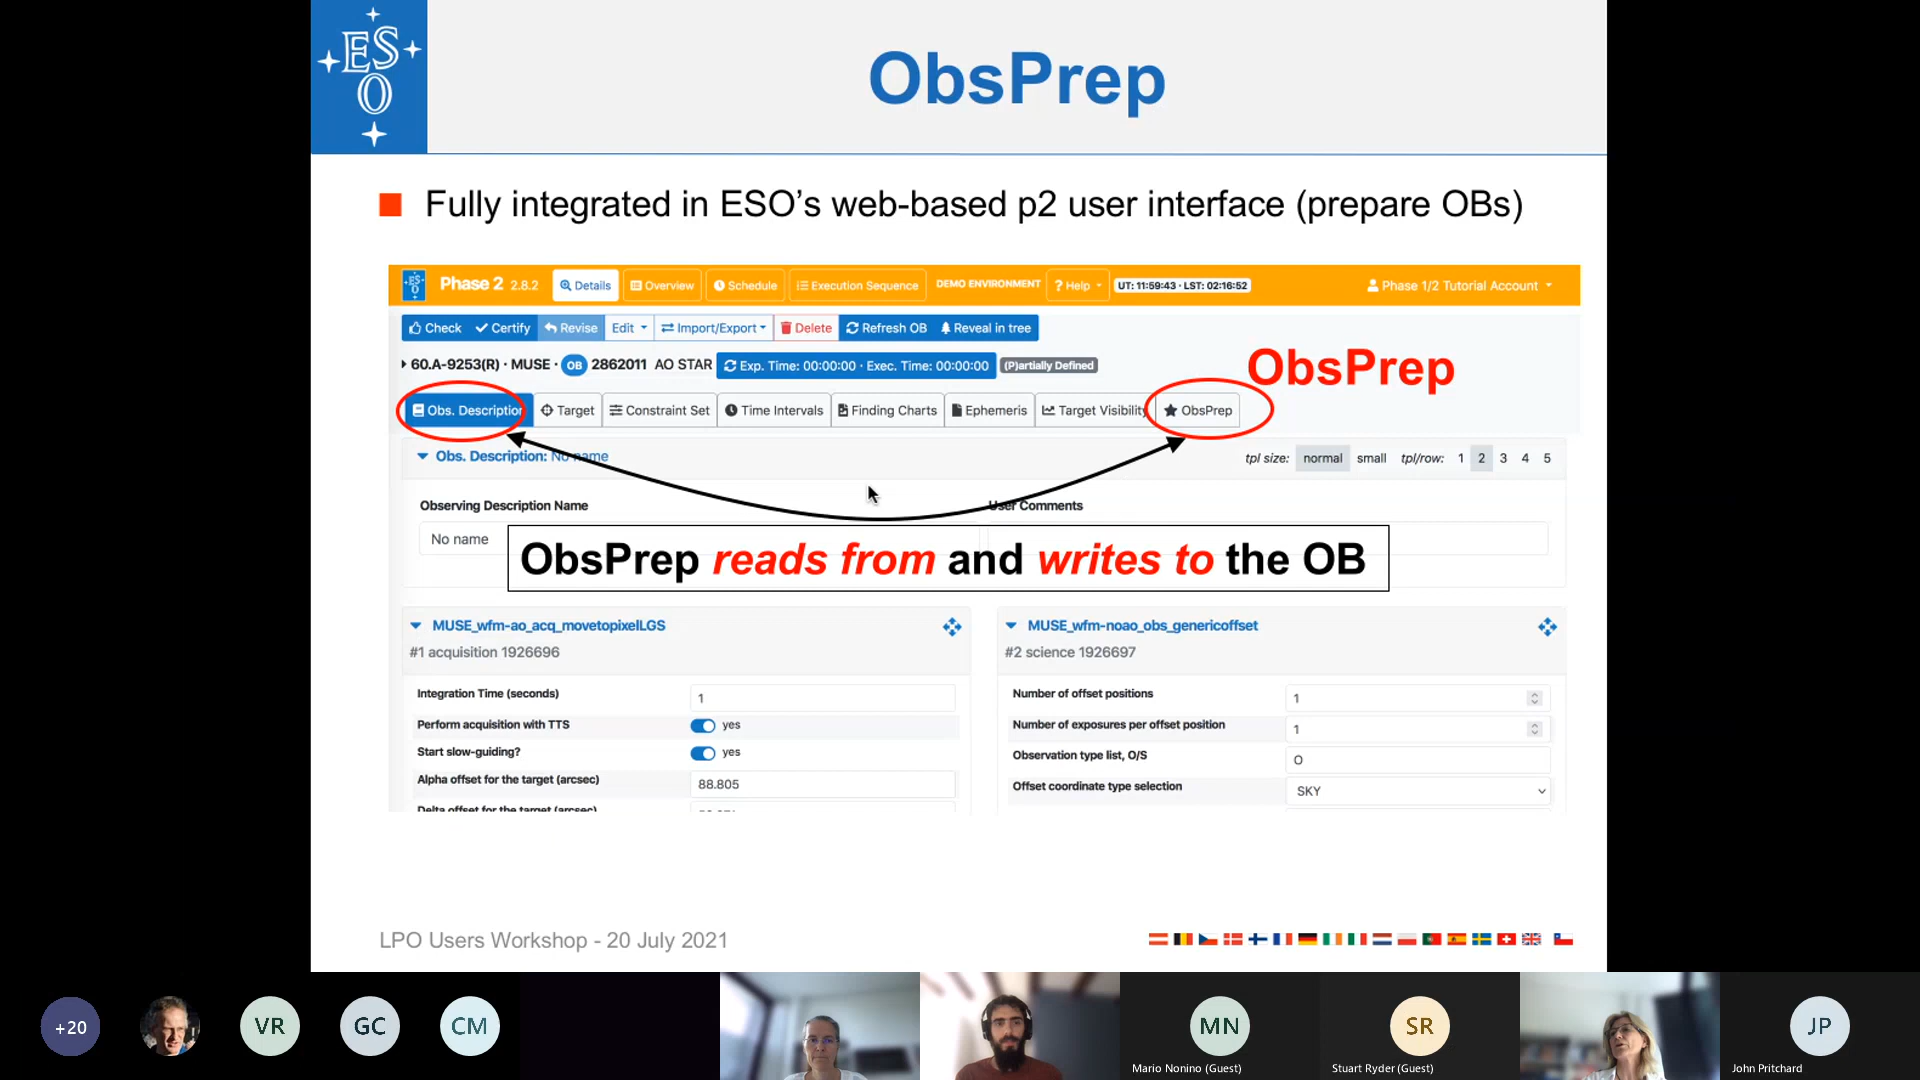 ESO
ObsPrep
Fully integrated in ESO's web-based p2 user interface (prepare OBs)
ESO Phase 2 2.8.2 Details Overview Schedule Execution Sequence DEMO ENVIRONMENT ? Help UT: 11:59:43 · LST: 02:16:52 Phase 1/2 Tutorial Account
Check Certify Revise Edit Import/Export Delete Refresh OB Reveal in tree
60.A-9253(R) · MUSE · OB 2862011 AO STAR Exp. Time: 00:00:00 · Exec. Time: 00:00:00 (P)artially Defined
ObsPrep
Obs. Description Target Constraint Set Time Intervals Finding Charts Ephemeris Target Visibility ObsPrep
Obs. Description: No name tpl size: normal small tpl/row: 1 2 3 4 5
Observing Description Name User Comments
No name
ObsPrep reads from and writes to the OB
MUSE_wfm-ao_acq_movetopixelLGS
#1 acquisition 1926696
Integration Time (seconds) 1
Perform acquisition with TTS yes
Start slow-guiding? yes
Alpha offset for the target (arcsec) 88.805
Delta offset for the target (arcsec)
MUSE_wfm-noao_obs_genericoffset
#2 science 1926697
Number of offset positions 1
Number of exposures per offset position 1
Observation type list, O/S O
Offset coordinate type selection SKY
LPO Users Workshop - 20 July 2021
+20 VR GC CM MN SR JP
Mario Nonino (Guest) Stuart Ryder (Guest) John Pritchard